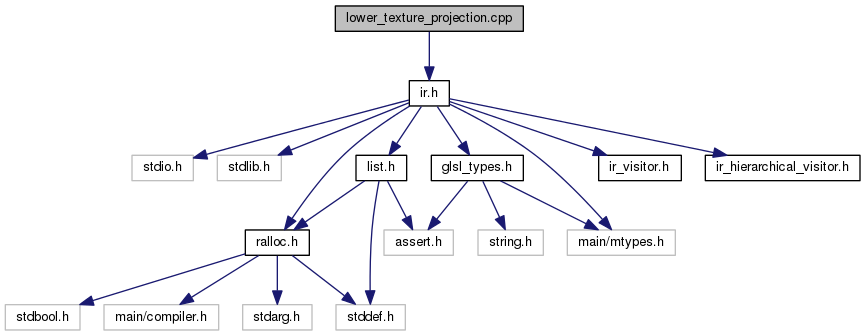 lower_texture_projection.cpp
ir.h
stdio.h
stdlib.h
list.h
glsl_types.h
ir_visitor.h
ir_hierarchical_visitor.h
ralloc.h
assert.h
string.h
main/mtypes.h
stdbool.h
main/compiler.h
stdarg.h
stddef.h